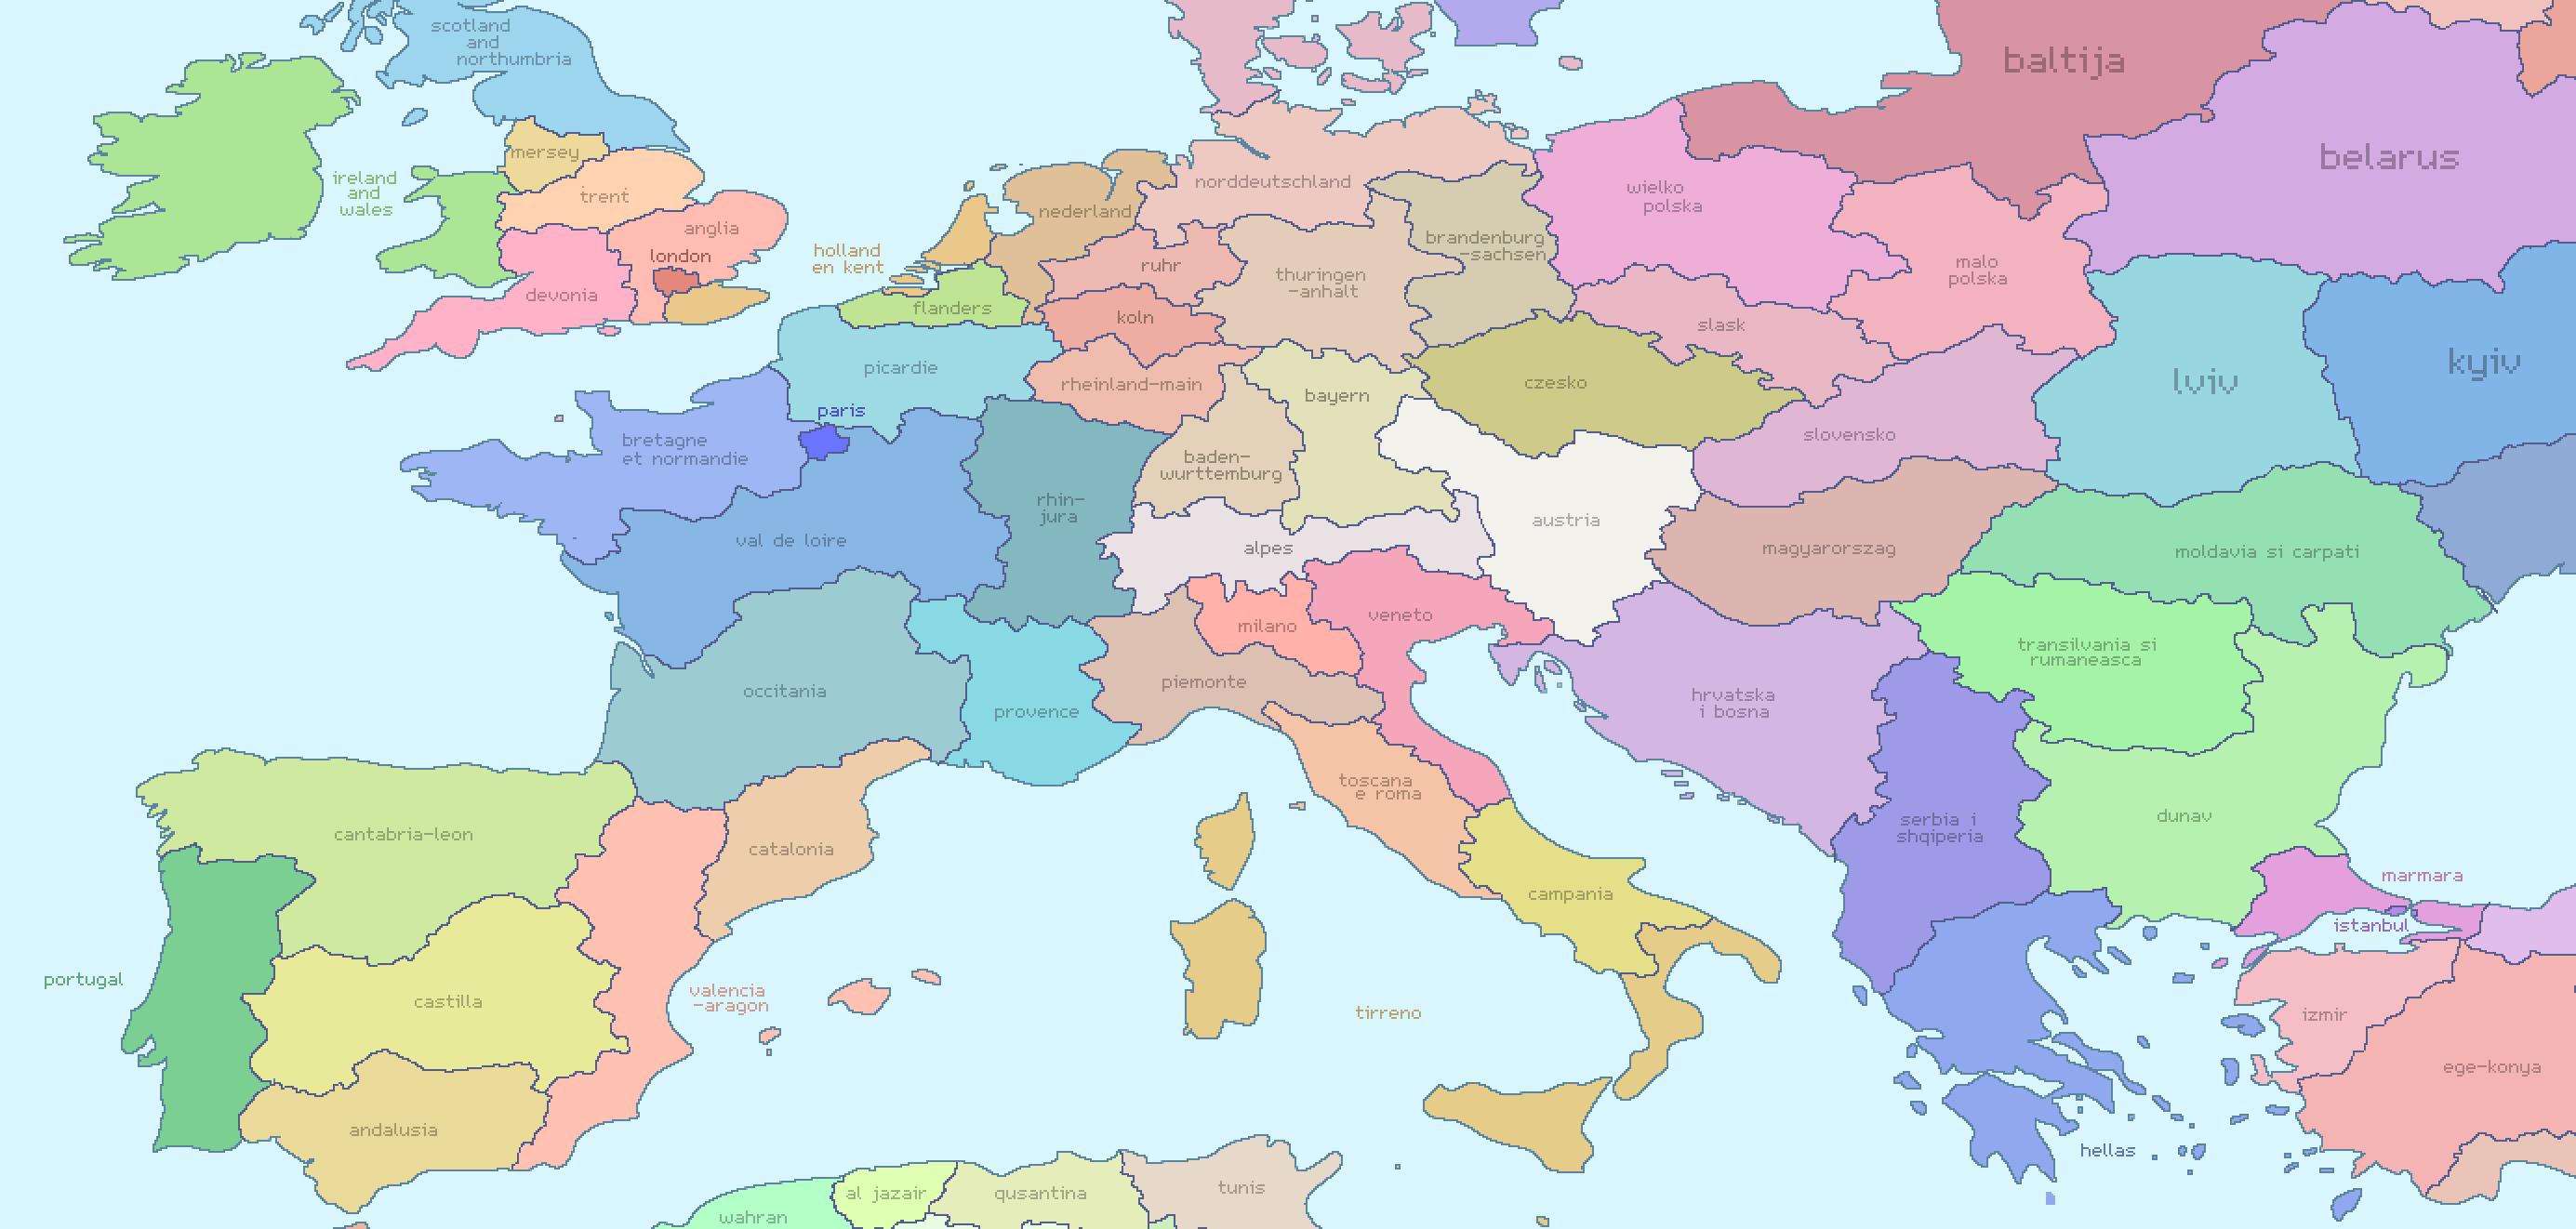 scotland
and
northumbria
baltija
mersey
belarus
ireland
and
wales
trent
norddeutschland
wielko
polska
nederland
anglia
holland
en kent
london
ruhr
brandenburg
-sachsen
malo
polska
thuringen
-anhalt
devonia
flanders
koln
slask
kyiv
picardie
rheinland-main
czesko
lviv
bayern
paris
bretagne
et normandie
slovensko
baden-
wurttemburg
rhin-
jura
austria
val de loire
alpes
magyarorszag
moldavia si carpati
veneto
milano
transilvania si
rumaneasca
occitania
piemonte
provence
hrvatska
i bosna
toscana
e roma
serbia i
shqiperia
dunav
cantabria-leon
catalonia
marmara
campania
istanbul
portugal
castilla
valencia
-aragon
tirreno
izmir
ege-konya
andalusia
hellas
al jazair
qusantina
tunis
wahran